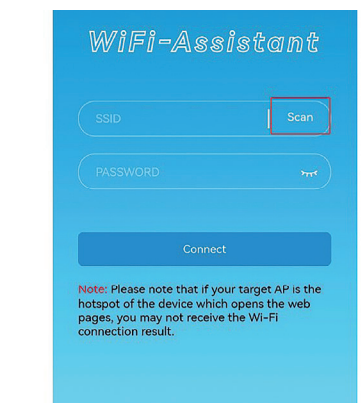 WiFi-Assistant
SSID
Scan
PASSWORD
Connect
Note: Please note that if your target AP is the
hotspot of the device which opens the web
pages, you may not receive the Wi-Fi
connection result.